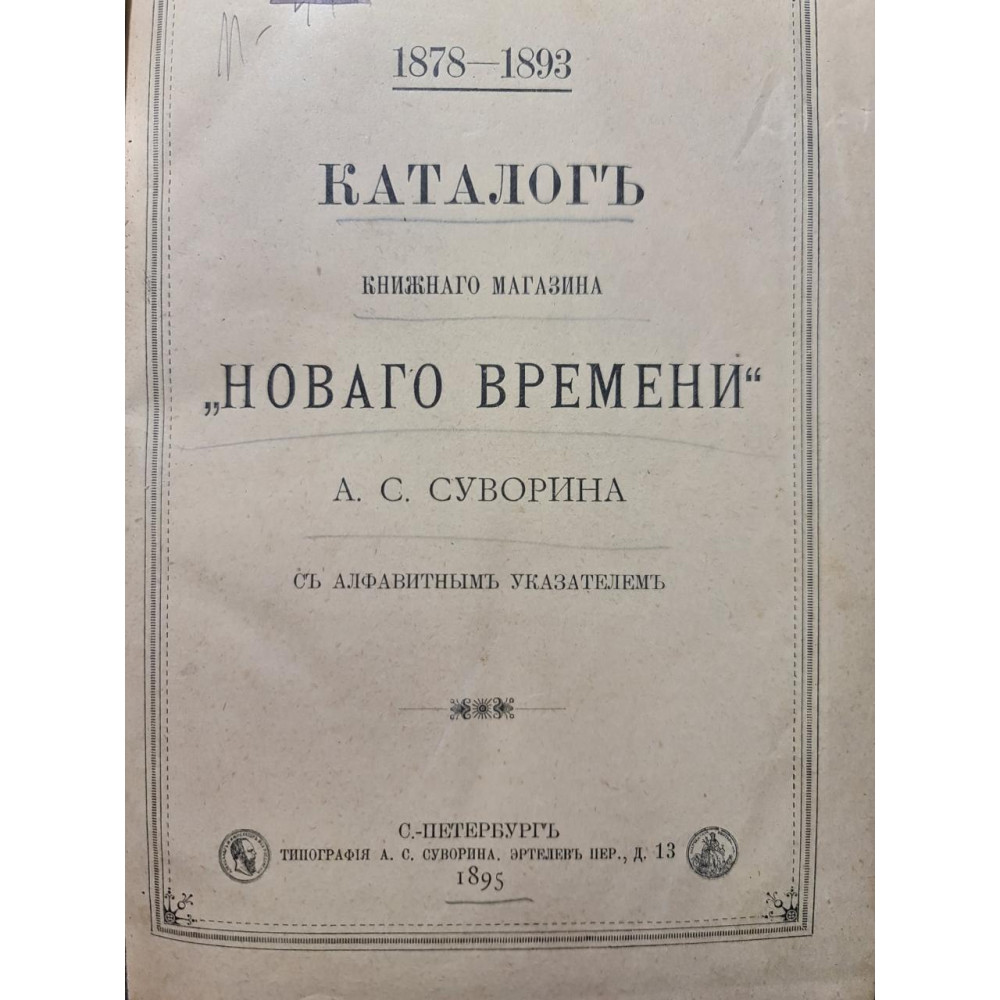 1878—1893
КАТАЛОГЪ
КНИЖНАГО МАГАЗИНА
„НОВАГО ВРЕМЕНИ“
А. С. СУВОРИНА
СЪ АЛФАВИТНЫМЪ УКАЗАТЕЛЕМЪ
С.-ПЕТЕРБУРГЪ
ТИПОГРАФІЯ А. С. СУВОРИНА. ЭРТЕЛЕВЪ ПЕР., Д. 13
1895